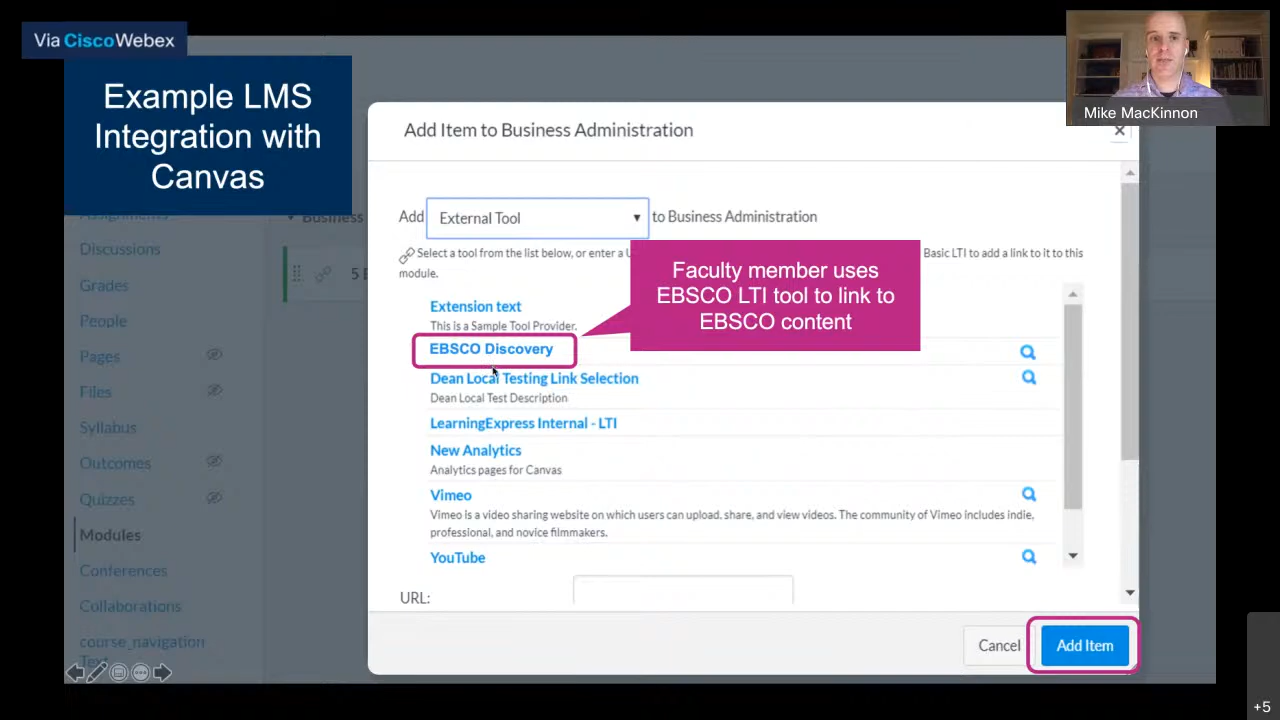 Via CiscoWebex
Example LMS
Integration with
Canvas
Mike MacKinnon
Add Item to Business Administration
Add External Tool to Business Administration
Select a tool from the list below, or enter a
Basic LTI to add a link to it to this
module.
Faculty member uses
EBSCO LTI tool to link to
EBSCO content
Extension text
This is a Sample Tool Provider.
EBSCO Discovery
Dean Local Testing Link Selection
Dean Local Test Description
LearningExpress Internal - LTI
New Analytics
Analytics pages for Canvas
Vimeo
Vimeo is a video sharing website on which users can upload, share, and view videos. The community of Vimeo includes indie,
professional, and novice filmmakers.
YouTube
URL:
Cancel
Add Item
Assignments
Discussions
Grades
People
Pages
Files
Syllabus
Outcomes
Quizzes
Modules
Conferences
Collaborations
course_navigation
Text
Business
5
+5